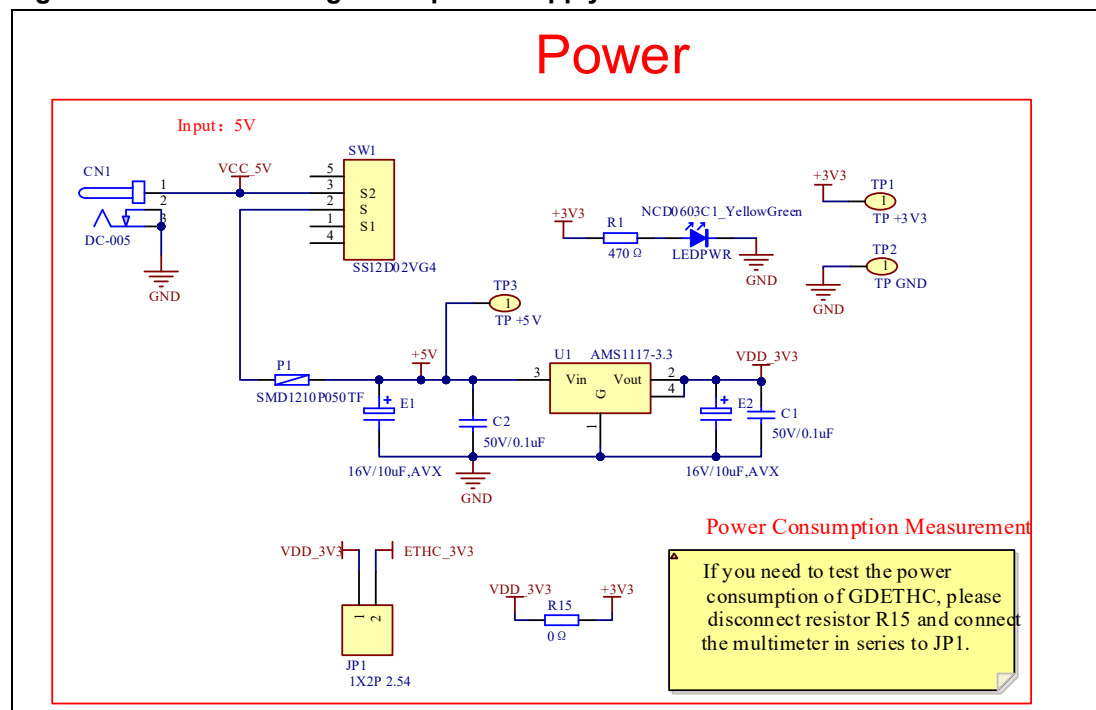 Power
Input：5V
CN1
1
2
3
DC-005
GND
VCC_5V
SW1
5
3
2
1
4
S2
S
S1
SS12D02VG4
+3V3
R1
470 Ω
NCD0603C1_YellowGreen
LEDPWR
GND
+3V3
TP1
1
TP +3V3
TP2
1
TP GND
GND
TP3
1
TP +5V
P1
SMD1210P050TF
+5V
E1
16V/10uF,AVX
C2
50V/0.1uF
GND
U1
AMS1117-3.3
3
Vin
Vout
G
1
2
4
VDD_3V3
E2
16V/10uF,AVX
C1
50V/0.1uF
VDD_3V3
ETHC_3V3
1
2
JP1
1X2P 2.54
VDD_3V3
+3V3
R15
0 Ω
Power Consumption Measurement
If you need to test the power
consumption of GDETHC, please
disconnect resistor R15 and connect
the multimeter in series to JP1.